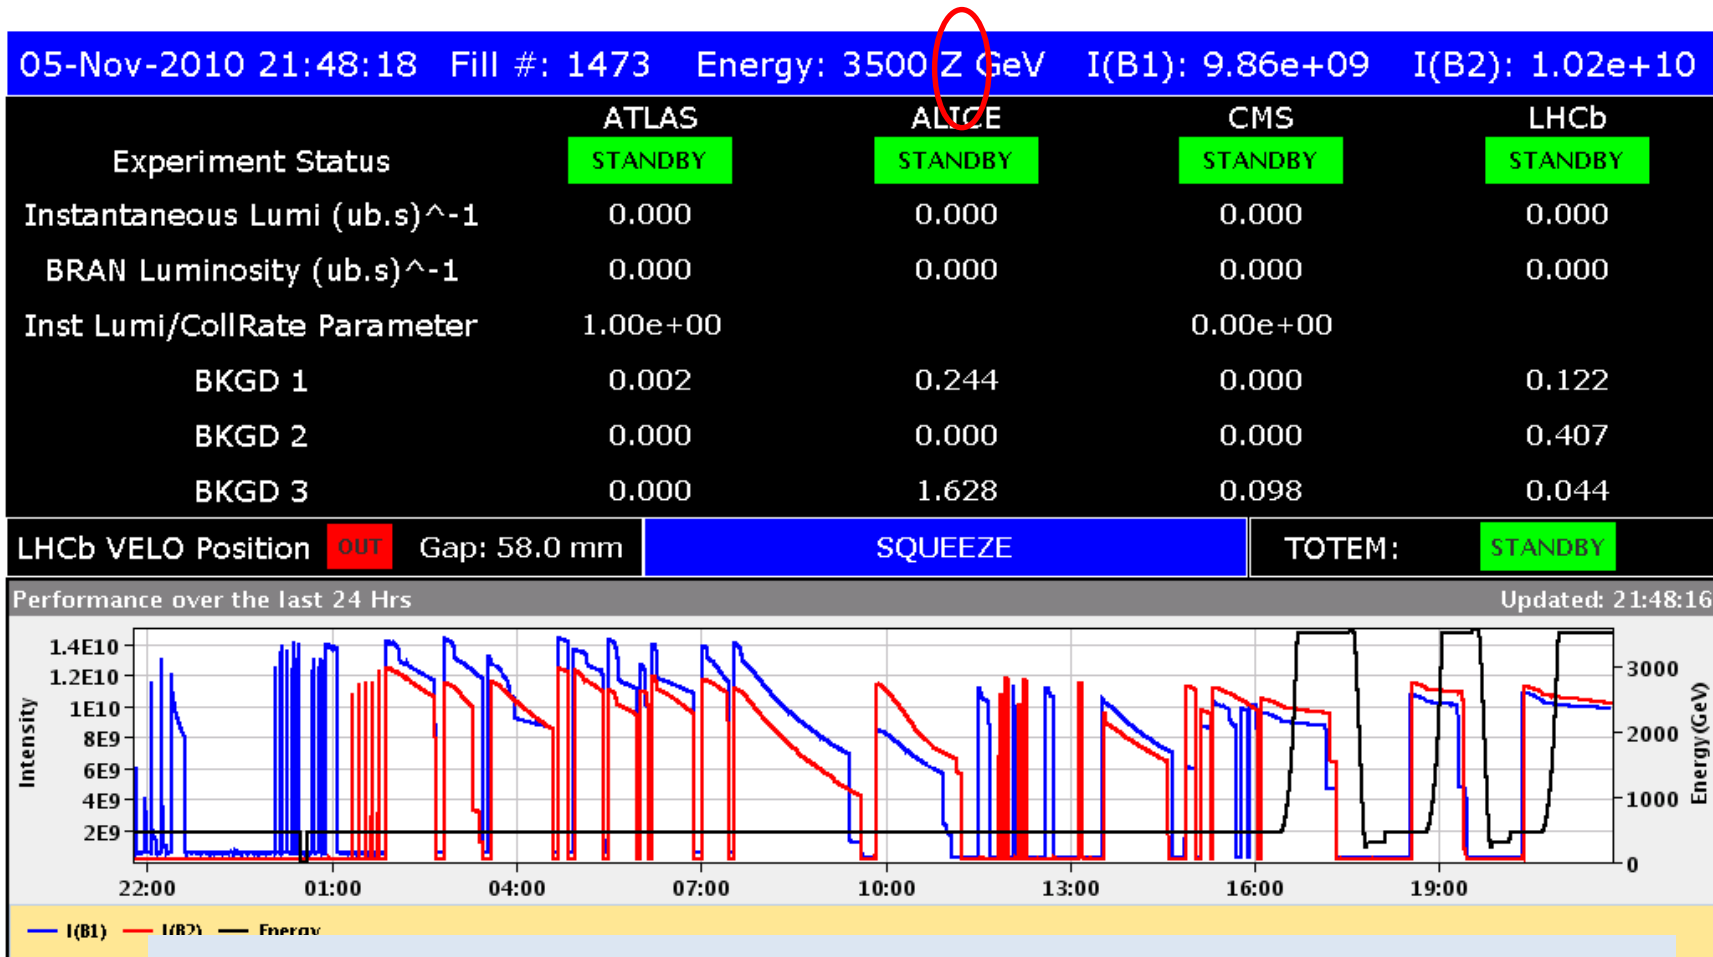 05-Nov-2010 21:48:18 Fill #: 1473 Energy: 3500 Z GeV I(B1): 9.86e+09 I(B2): 1.02e+10
ATLAS ALICE CMS LHCb
Experiment Status STANDBY STANDBY STANDBY STANDBY
Instantaneous Lumi (ub.s)^-1 0.000 0.000 0.000 0.000
BRAN Luminosity (ub.s)^-1 0.000 0.000 0.000 0.000
Inst Lumi/CollRate Parameter 1.00e+00 0.00e+00
BKGD 1 0.002 0.244 0.000 0.122
BKGD 2 0.000 0.000 0.000 0.407
BKGD 3 0.000 1.628 0.098 0.044
LHCb VELO Position OUT Gap: 58.0 mm SQUEEZE TOTEM: STANDBY
Performance over the last 24 Hrs Updated: 21:48:16
1.4E10
1.2E10 3000
1E10
8E9 2000
6E9
4E9 1000
2E9
0
Intensity
Energy(GeV)
22:00 01:00 04:00 07:00 10:00 13:00 16:00 19:00
I(B1) I(B2) Energy